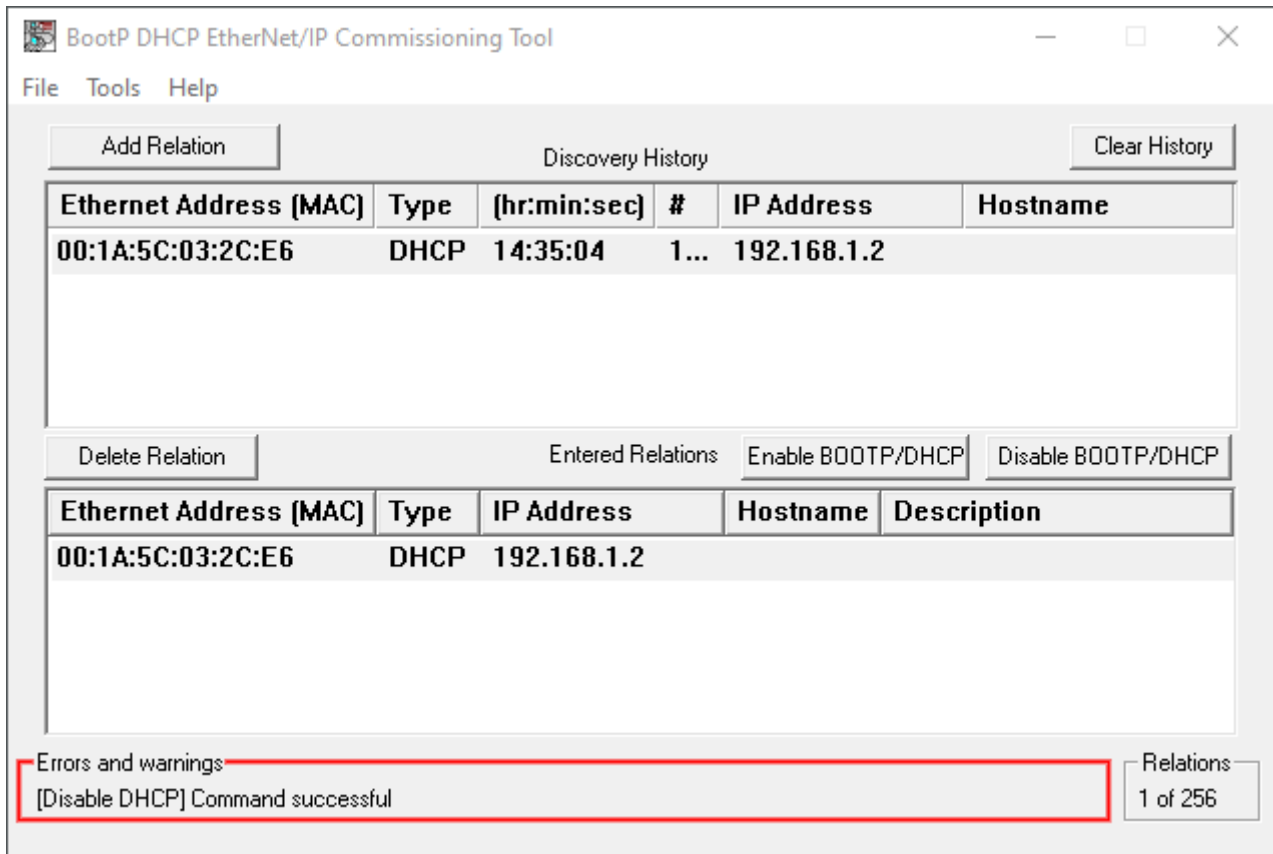 BootP DHCP EtherNet/IP Commissioning Tool
File Tools Help
Add Relation Discovery History Clear History
Ethernet Address (MAC) Type (hr:min:sec) # IP Address Hostname
00:1A:5C:03:2C:E6 DHCP 14:35:04 1... 192.168.1.2
Delete Relation Entered Relations Enable BOOTP/DHCP Disable BOOTP/DHCP
Ethernet Address (MAC) Type IP Address Hostname Description
00:1A:5C:03:2C:E6 DHCP 192.168.1.2
Errors and warnings Relations
[Disable DHCP] Command successful 1 of 256